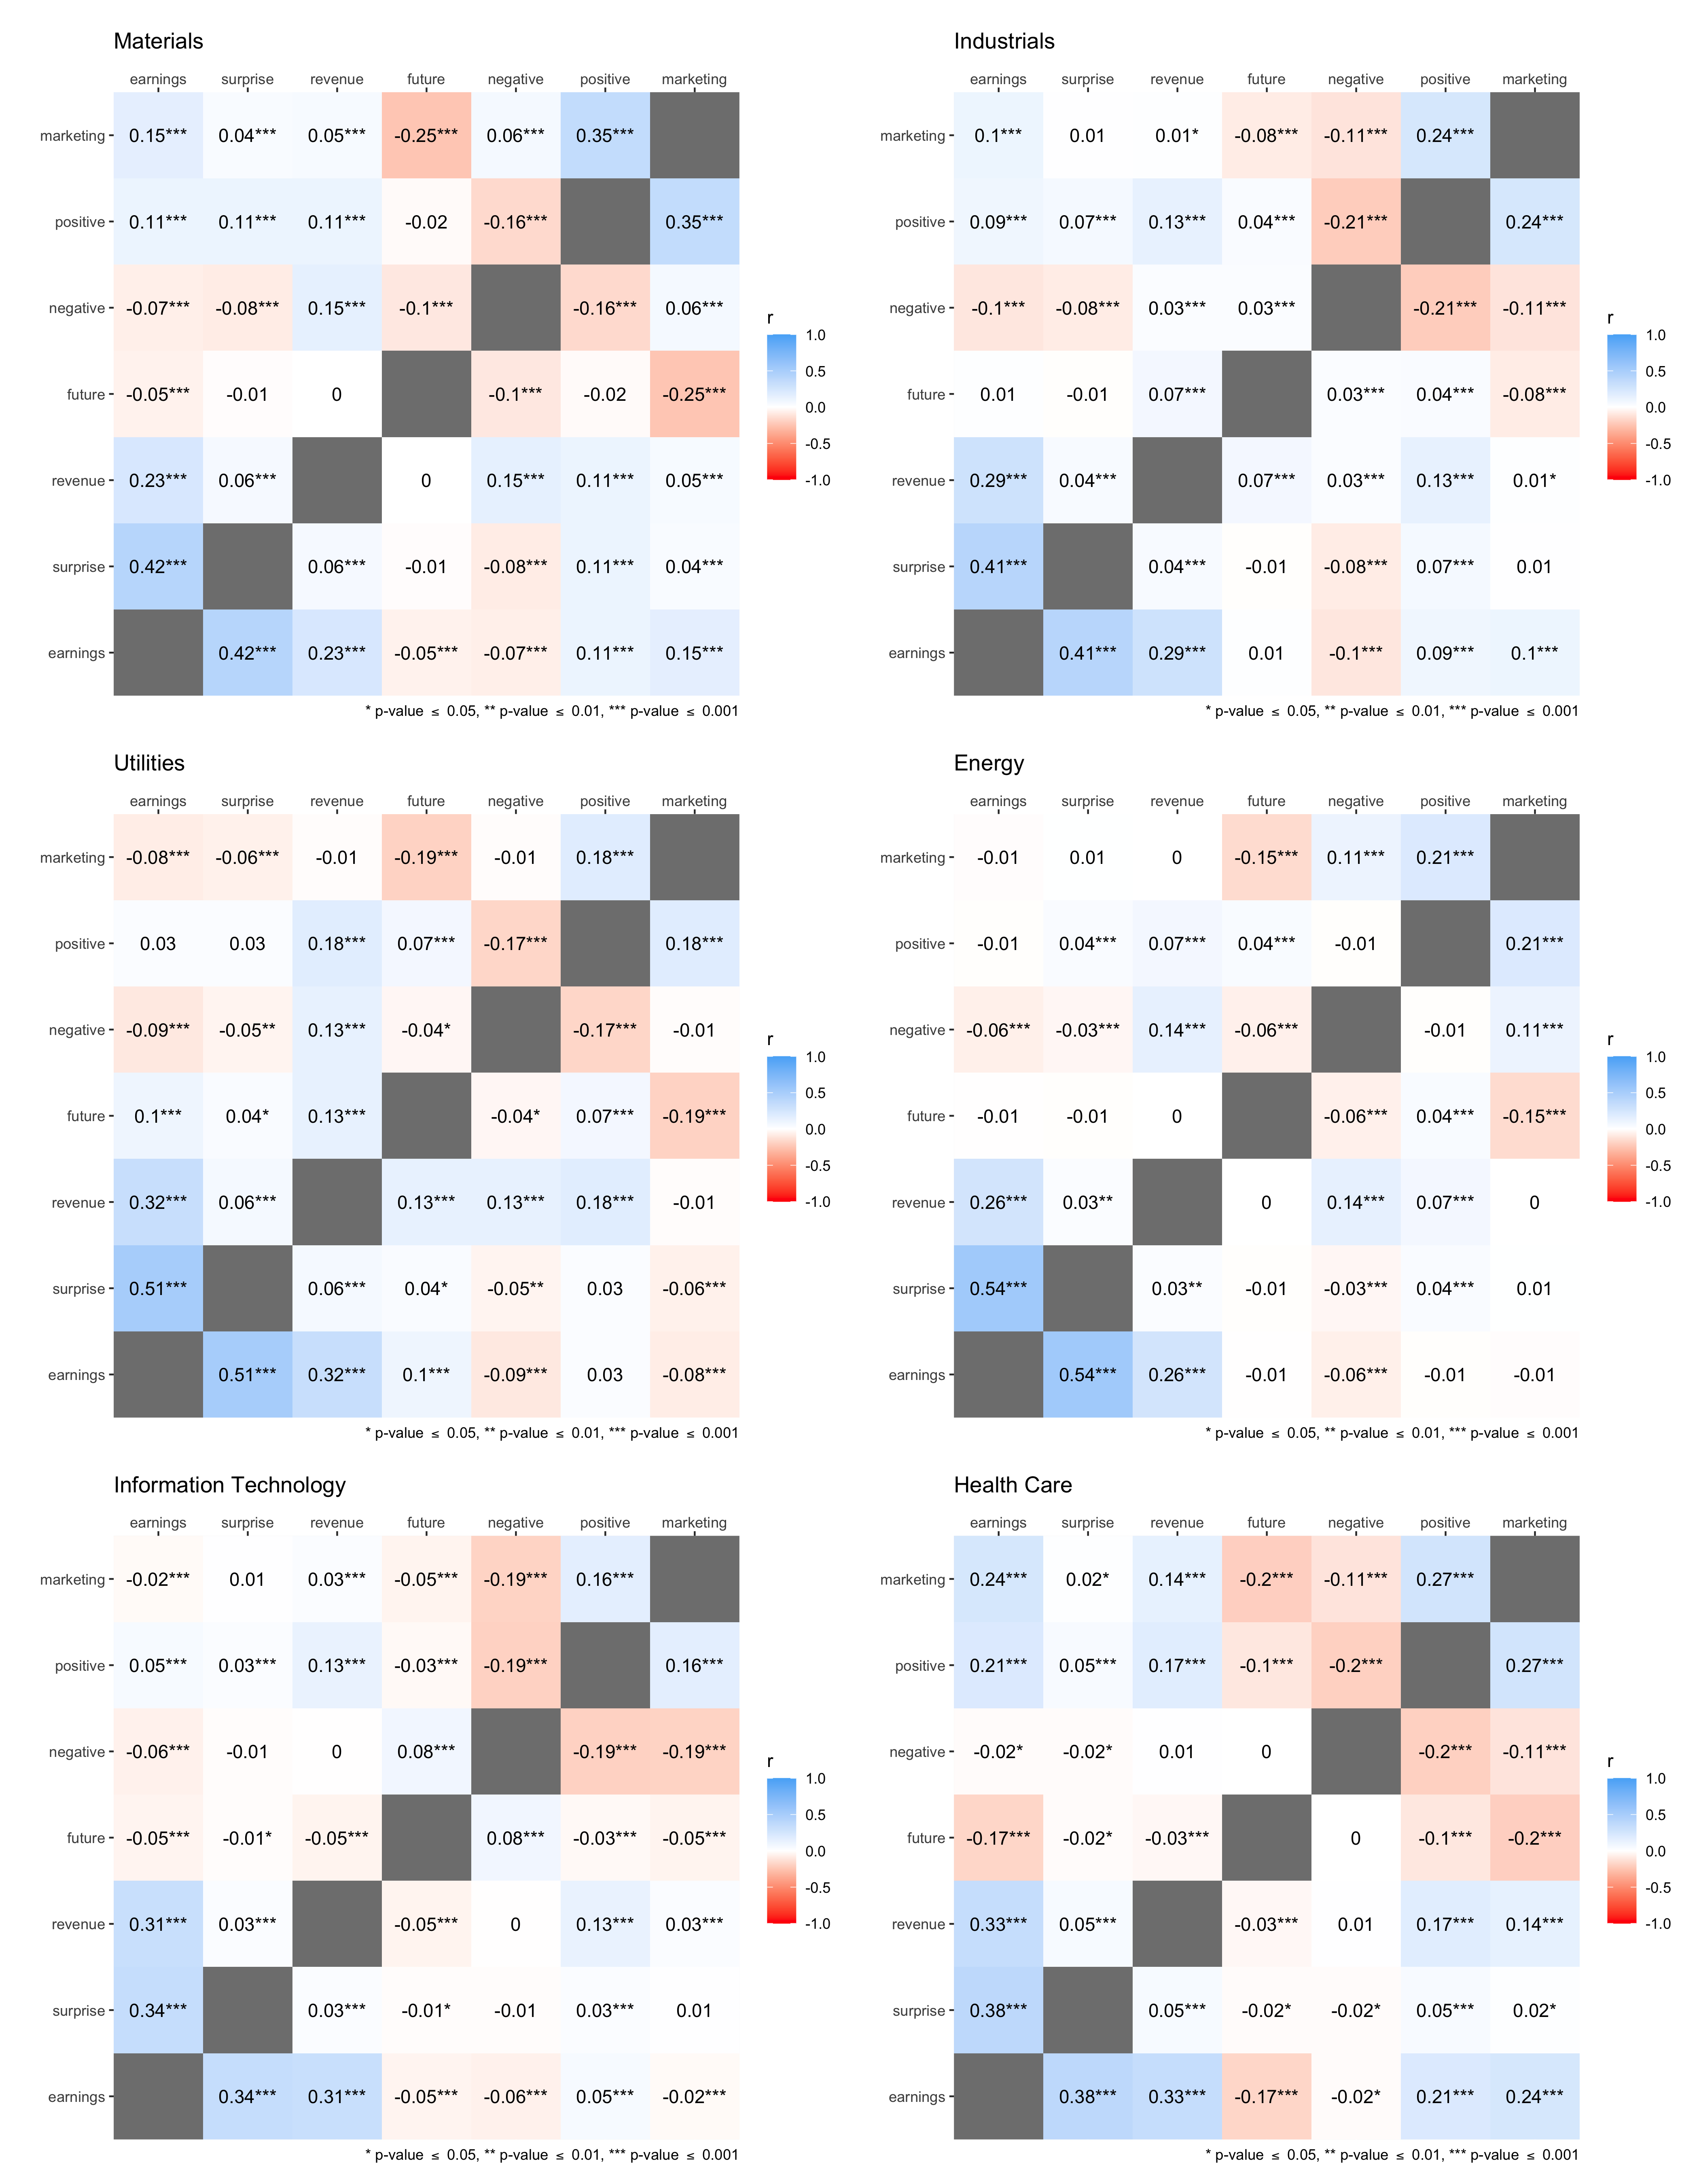 Materials
earnings surprise revenue future negative positive marketing
marketing 0.15*** 0.04*** 0.05*** -0.25*** 0.06*** 0.35***
positive 0.11*** 0.11*** 0.11*** -0.02 -0.16*** 0.35***
negative -0.07*** -0.08*** 0.15*** -0.1*** -0.16*** 0.06***
future -0.05*** -0.01 0 -0.1*** -0.02 -0.25***
revenue 0.23*** 0.06*** 0 0.15*** 0.11*** 0.05***
surprise 0.42*** 0.06*** -0.01 -0.08*** 0.11*** 0.04***
earnings 0.42*** 0.23*** -0.05*** -0.07*** 0.11*** 0.15***
r
1.0
0.5
0.0
-0.5
-1.0
* p-value ≤ 0.05, ** p-value ≤ 0.01, *** p-value ≤ 0.001
Industrials
earnings surprise revenue future negative positive marketing
marketing 0.1*** 0.01 0.01* -0.08*** -0.11*** 0.24***
positive 0.09*** 0.07*** 0.13*** 0.04*** -0.21*** 0.24***
negative -0.1*** -0.08*** 0.03*** 0.03*** -0.21*** -0.11***
future 0.01 -0.01 0.07*** 0.03*** 0.04*** -0.08***
revenue 0.29*** 0.04*** 0.07*** 0.03*** 0.13*** 0.01*
surprise 0.41*** 0.04*** -0.01 -0.08*** 0.07*** 0.01
earnings 0.41*** 0.29*** 0.01 -0.1*** 0.09*** 0.1***
r
1.0
0.5
0.0
-0.5
-1.0
* p-value ≤ 0.05, ** p-value ≤ 0.01, *** p-value ≤ 0.001
Utilities
earnings surprise revenue future negative positive marketing
marketing -0.08*** -0.06*** -0.01 -0.19*** -0.01 0.18***
positive 0.03 0.03 0.18*** 0.07*** -0.17*** 0.18***
negative -0.09*** -0.05** 0.13*** -0.04* -0.17*** -0.01
future 0.1*** 0.04* 0.13*** -0.04* 0.07*** -0.19***
revenue 0.32*** 0.06*** 0.13*** 0.13*** 0.18*** -0.01
surprise 0.51*** 0.06*** 0.04* -0.05** 0.03 -0.06***
earnings 0.51*** 0.32*** 0.1*** -0.09*** 0.03 -0.08***
r
1.0
0.5
0.0
-0.5
-1.0
* p-value ≤ 0.05, ** p-value ≤ 0.01, *** p-value ≤ 0.001
Energy
earnings surprise revenue future negative positive marketing
marketing -0.01 0.01 0 -0.15*** 0.11*** 0.21***
positive -0.01 0.04*** 0.07*** 0.04*** -0.01 0.21***
negative -0.06*** -0.03*** 0.14*** -0.06*** -0.01 0.11***
future -0.01 -0.01 0 -0.06*** 0.04*** -0.15***
revenue 0.26*** 0.03** 0 0.14*** 0.07*** 0
surprise 0.54*** 0.03** -0.01 -0.03*** 0.04*** 0.01
earnings 0.54*** 0.26*** -0.01 -0.06*** -0.01 -0.01
r
1.0
0.5
0.0
-0.5
-1.0
* p-value ≤ 0.05, ** p-value ≤ 0.01, *** p-value ≤ 0.001
Information Technology
earnings surprise revenue future negative positive marketing
marketing -0.02*** 0.01 0.03*** -0.05*** -0.19*** 0.16***
positive 0.05*** 0.03*** 0.13*** -0.03*** -0.19*** 0.16***
negative -0.06*** -0.01 0 0.08*** -0.19*** -0.19***
future -0.05*** -0.01* -0.05*** 0.08*** -0.03*** -0.05***
revenue 0.31*** 0.03*** -0.05*** 0 0.13*** 0.03***
surprise 0.34*** 0.03*** -0.01* -0.01 0.03*** 0.01
earnings 0.34*** 0.31*** -0.05*** -0.06*** 0.05*** -0.02***
r
1.0
0.5
0.0
-0.5
-1.0
* p-value ≤ 0.05, ** p-value ≤ 0.01, *** p-value ≤ 0.001
Health Care
earnings surprise revenue future negative positive marketing
marketing 0.24*** 0.02* 0.14*** -0.2*** -0.11*** 0.27***
positive 0.21*** 0.05*** 0.17*** -0.1*** -0.2*** 0.27***
negative -0.02* -0.02* 0.01 0 -0.2*** -0.11***
future -0.17*** -0.02* -0.03*** 0 -0.1*** -0.2***
revenue 0.33*** 0.05*** -0.03*** 0.01 0.17*** 0.14***
surprise 0.38*** 0.05*** -0.02* -0.02* 0.05*** 0.02*
earnings 0.38*** 0.33*** -0.17*** -0.02* 0.21*** 0.24***
r
1.0
0.5
0.0
-0.5
-1.0
* p-value ≤ 0.05, ** p-value ≤ 0.01, *** p-value ≤ 0.001